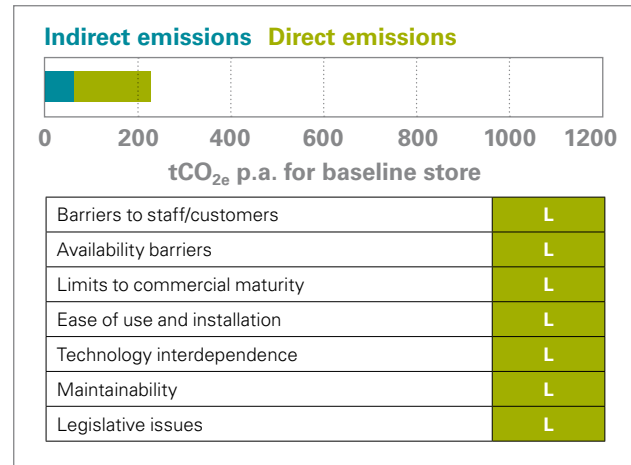 Indirect emissions Direct emissions
0 200 400 600 800 1000 1200
tCO2e p.a. for baseline store
Barriers to staff/customers L
Availability barriers L
Limits to commercial maturity L
Ease of use and installation L
Technology interdependence L
Maintainability L
Legislative issues L